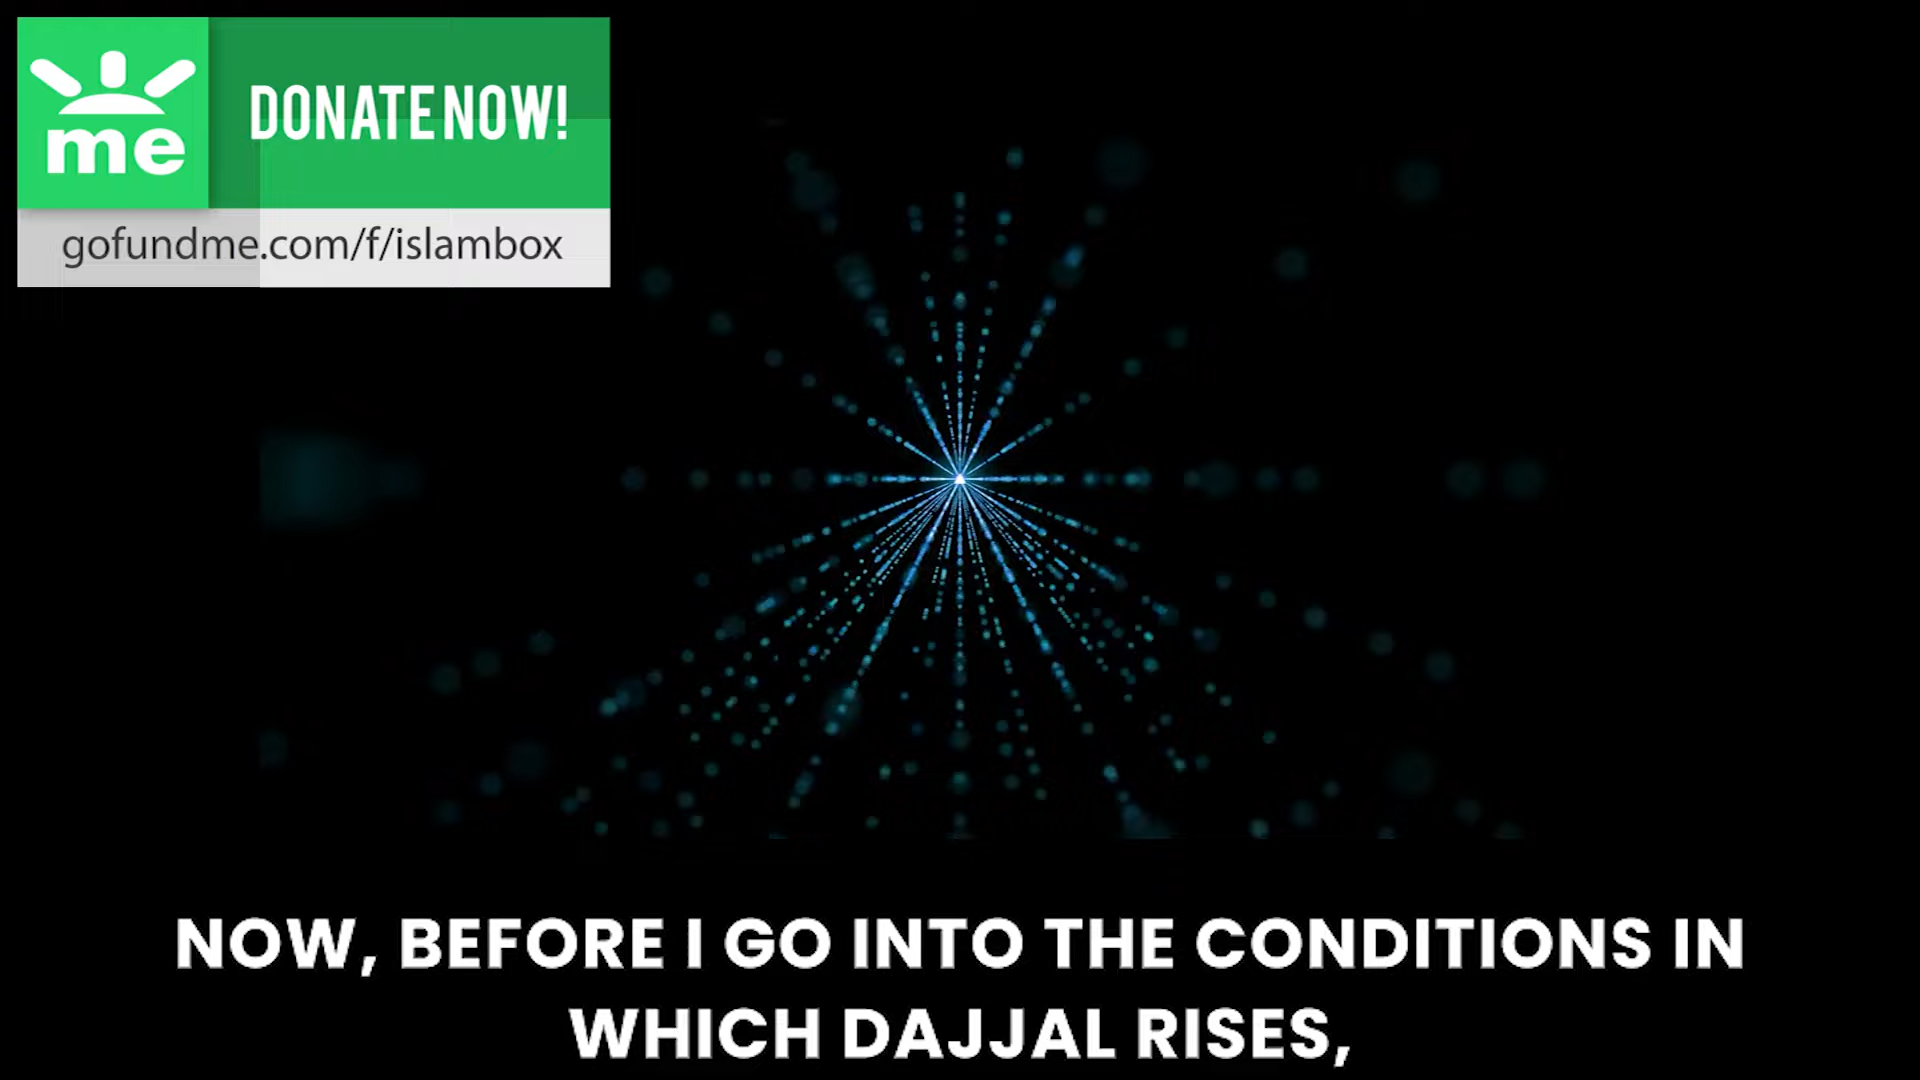 me
DONATE NOW!
gofundme.com/f/islambox
NOW, BEFORE I GO INTO THE CONDITIONS IN
WHICH DAJJAL RISES,